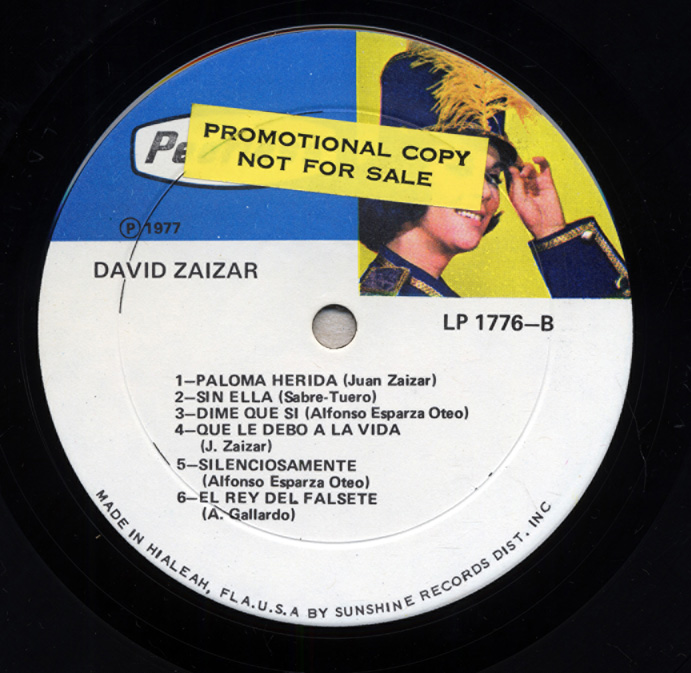 PROMOTIONAL COPY
NOT FOR SALE
Ⓟ 1977
DAVID ZAIZAR
LP 1776–B
1–PALOMA HERIDA (Juan Zaizar)
2–SIN ELLA (Sabre-Tuero)
3–DIME QUE SI (Alfonso Esparza Oteo)
4–QUE LE DEBO A LA VIDA
(J. Zaizar)
5–SILENCIOSAMENTE
(Alfonso Esparza Oteo)
6–EL REY DEL FALSETE
(A. Gallardo)
MADE IN HIALEAH, FLA.U.S.A BY SUNSHINE RECORDS DIST. INC